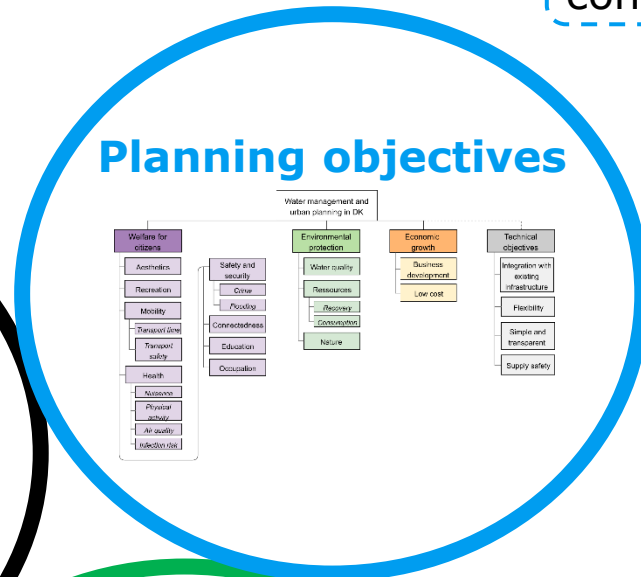 con
Planning objectives
Water management and
urban planning in DK
Welfare for
citizens
Aesthetics
Recreation
Mobility
Transport time
Transport
safety
Health
Nuisance
Physical
activity
Air quality
Infection risk
Safety and
security
Crime
Flooding
Connectedness
Education
Occupation
Environmental
protection
Water quality
Ressources
Recovery
Consumption
Nature
Economic
growth
Business
development
Low cost
Technical
objectives
Integration with
existing
infrastructure
Flexibility
Simple and
transparent
Supply safety